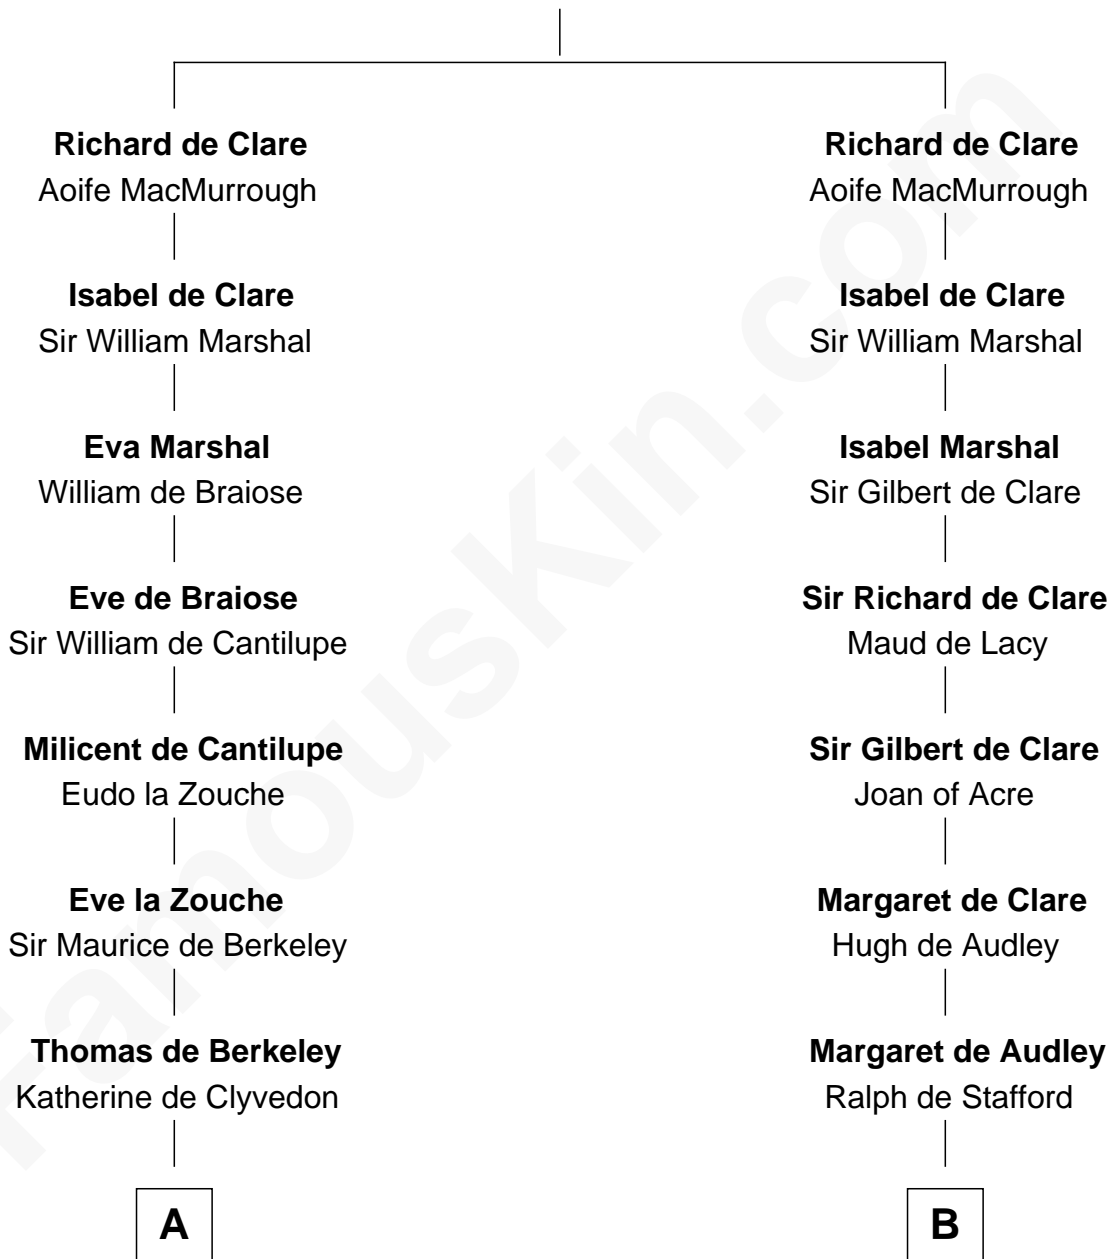 Richard de Clare
Aoife MacMurrough
Isabel de Clare
Sir William Marshal
Eva Marshal
William de Braiose
Eve de Braiose
Sir William de Cantilupe
Milicent de Cantilupe
Eudo la Zouche
Eve la Zouche
Sir Maurice de Berkeley
Thomas de Berkeley
Katherine de Clyvedon
A
Richard de Clare
Aoife MacMurrough
Isabel de Clare
Sir William Marshal
Isabel Marshal
Sir Gilbert de Clare
Sir Richard de Clare
Maud de Lacy
Sir Gilbert de Clare
Joan of Acre
Margaret de Clare
Hugh de Audley
Margaret de Audley
Ralph de Stafford
B
FamousKin.com